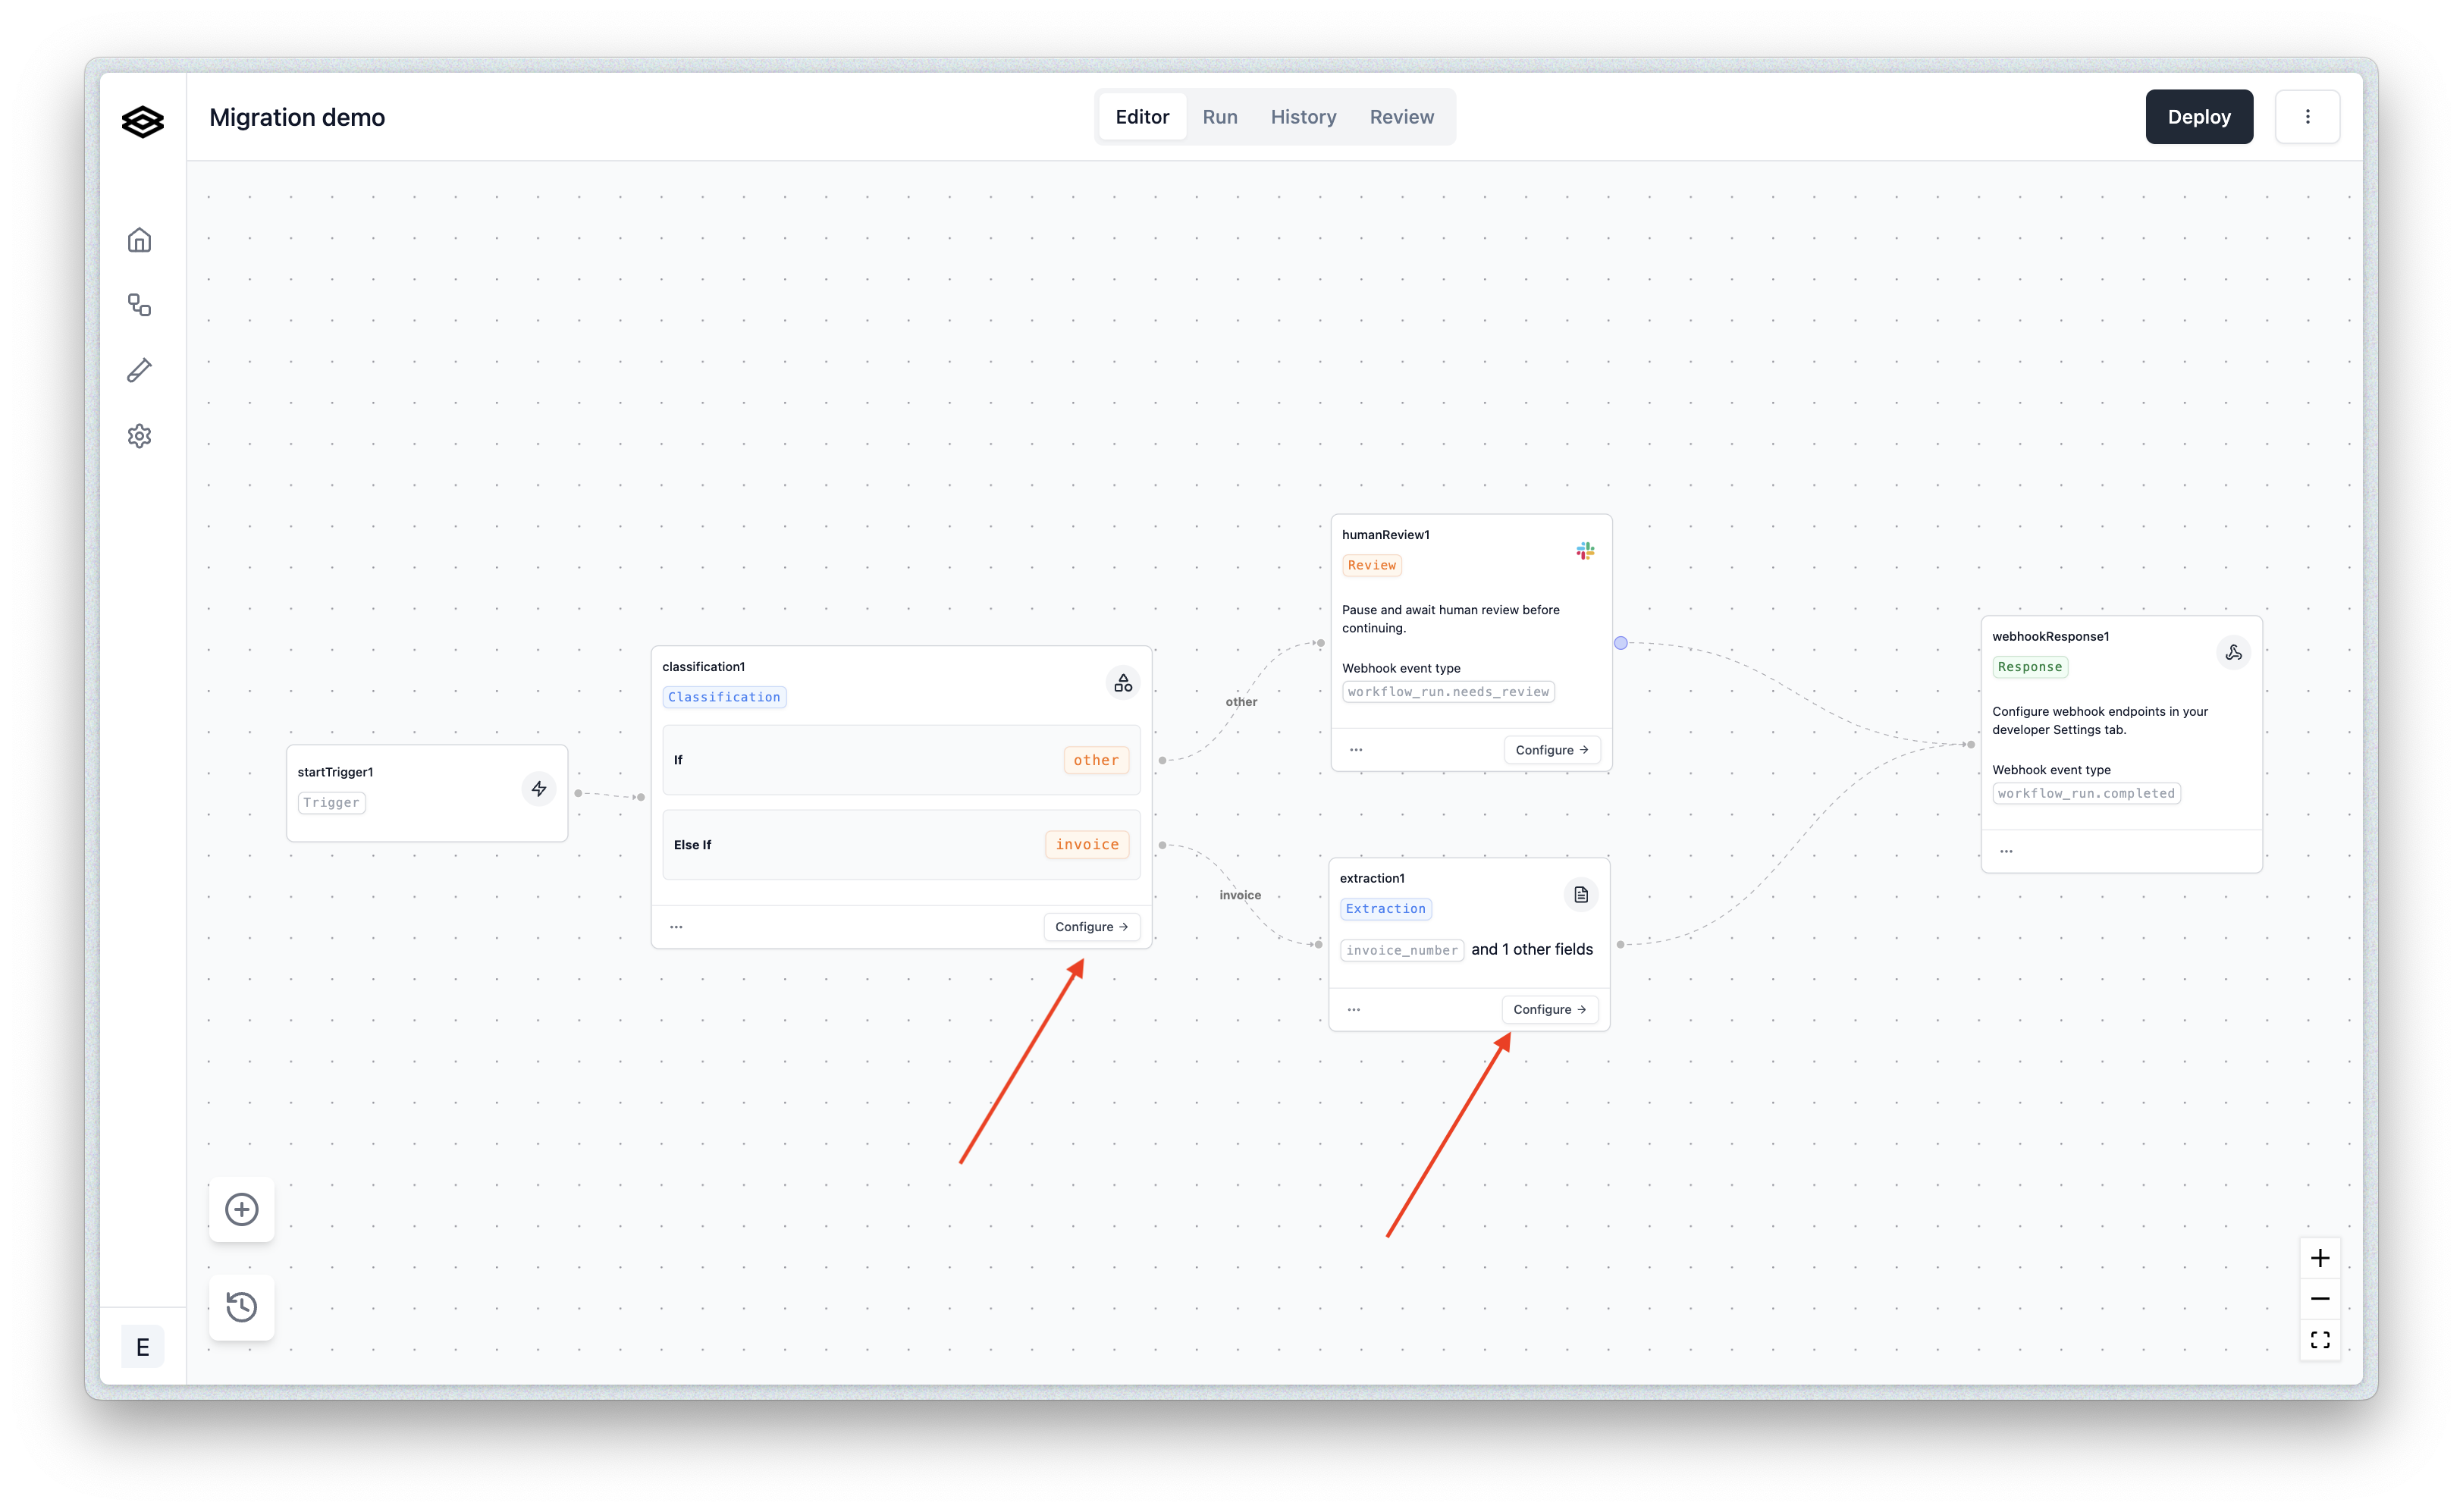 Migration demo
Editor
Run
History
Review
Deploy
startTrigger1
Trigger
classification1
Classification
If
other
Else If
invoice
Configure →
other
invoice
humanReview1
Review
Pause and await human review before
continuing.
Webhook event type
workflow_run.needs_review
Configure →
extraction1
Extraction
invoice_number and 1 other fields
Configure →
webhookResponse1
Response
Configure webhook endpoints in your
developer Settings tab.
Webhook event type
workflow_run.completed
E